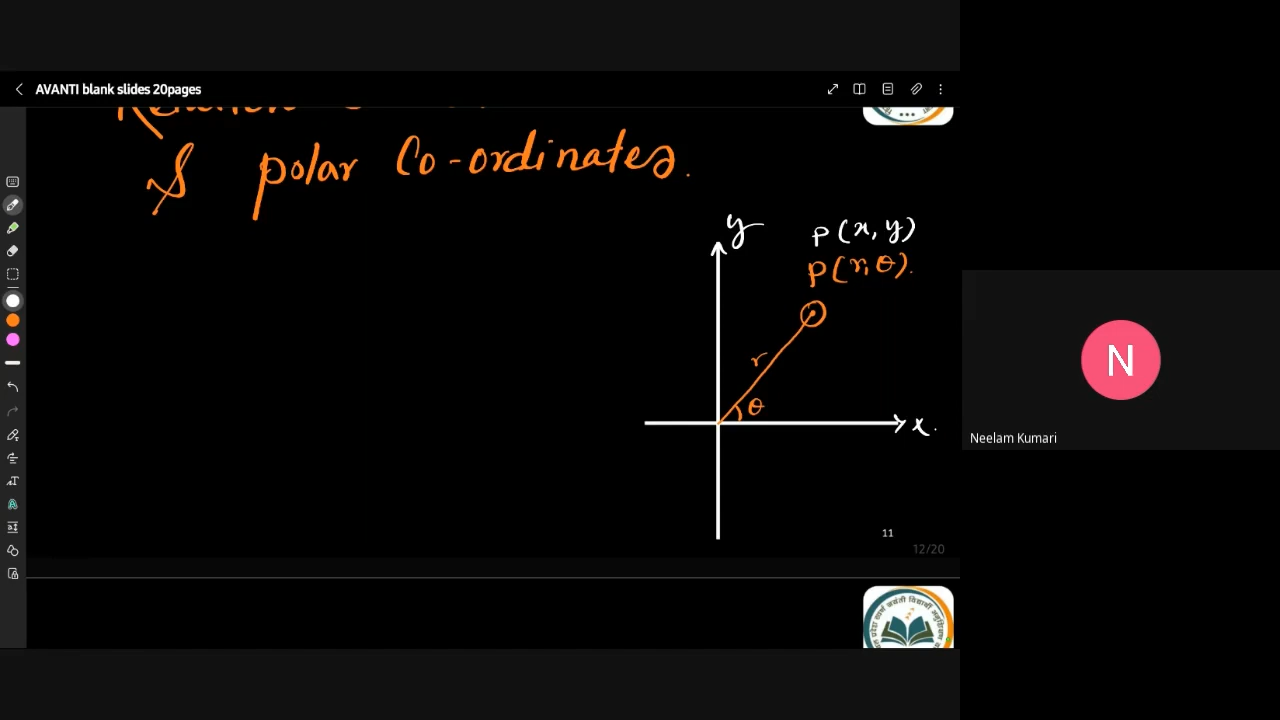 AVANTI blank slides 20pages
& polar Co-ordinates.
y
P(x, y)
P(r, θ).
r
θ
x.
11
12/20
N
Neelam Kumari